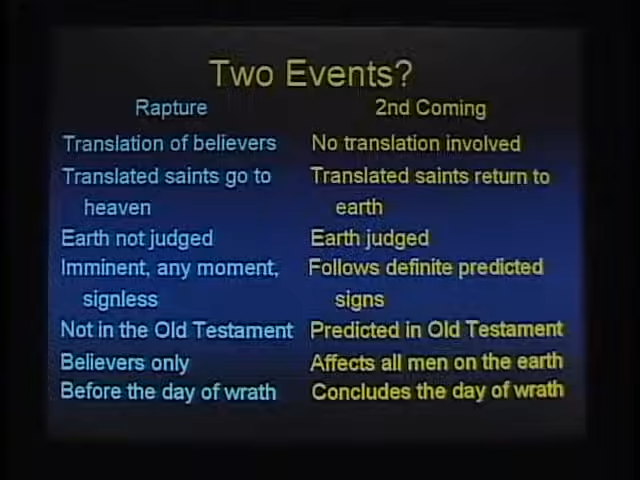 Two Events?
Rapture
2nd Coming
Translation of believers
No translation involved
Translated saints go to
heaven
Translated saints return to
earth
Earth not judged
Earth judged
Imminent, any moment,
signless
Follows definite predicted
signs
Not in the Old Testament
Predicted in Old Testament
Believers only
Affects all men on the earth
Before the day of wrath
Concludes the day of wrath